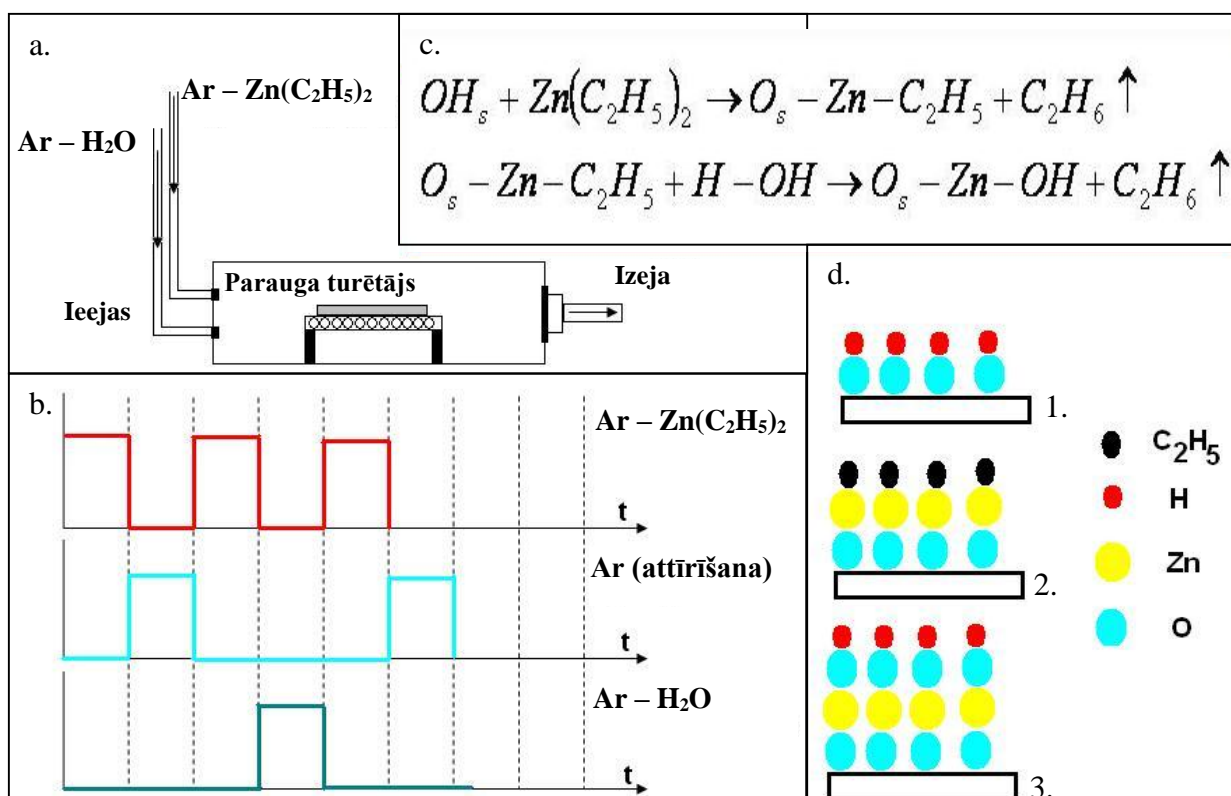 a.
Ar – Zn(C₂H₅)₂
Ar – H₂O
Parauga turētājs
Izeja
Ieejas
c.
OHₛ + Zn(C₂H₅)₂ → Oₛ – Zn – C₂H₅ + C₂H₆ ↑
Oₛ – Zn – C₂H₅ + H – OH → Oₛ – Zn – OH + C₂H₆ ↑
b.
Ar – Zn(C₂H₅)₂
t
Ar (attīrīšana)
t
Ar – H₂O
t
d.
1.
2.
3.
C₂H₅
H
Zn
O